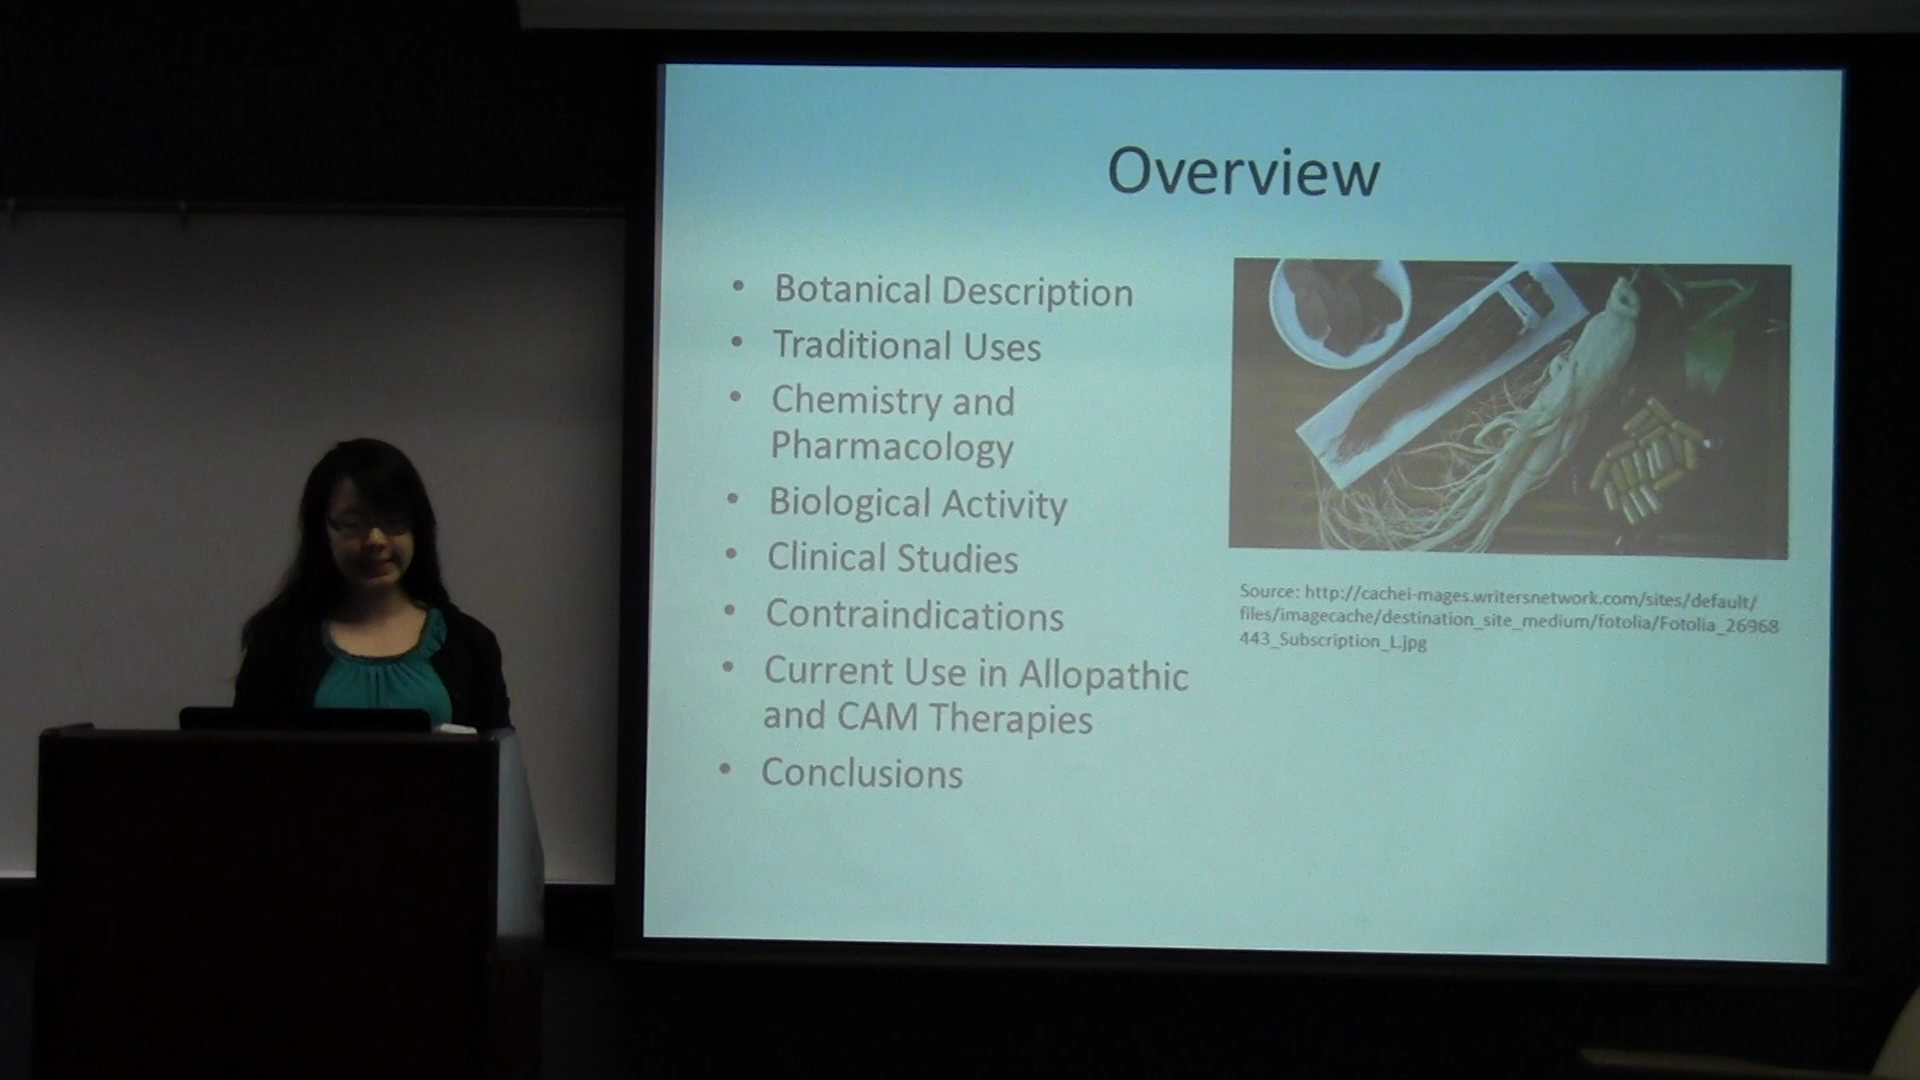 Overview
• Botanical Description
• Traditional Uses
• Chemistry and
Pharmacology
• Biological Activity
• Clinical Studies
• Contraindications
• Current Use in Allopathic
and CAM Therapies
• Conclusions
Source: http://cachei-mages.writersnetwork.com/sites/default/
files/imagecache/destination_site_medium/fotolia/Fotolia_26968
443_Subscription_L.jpg